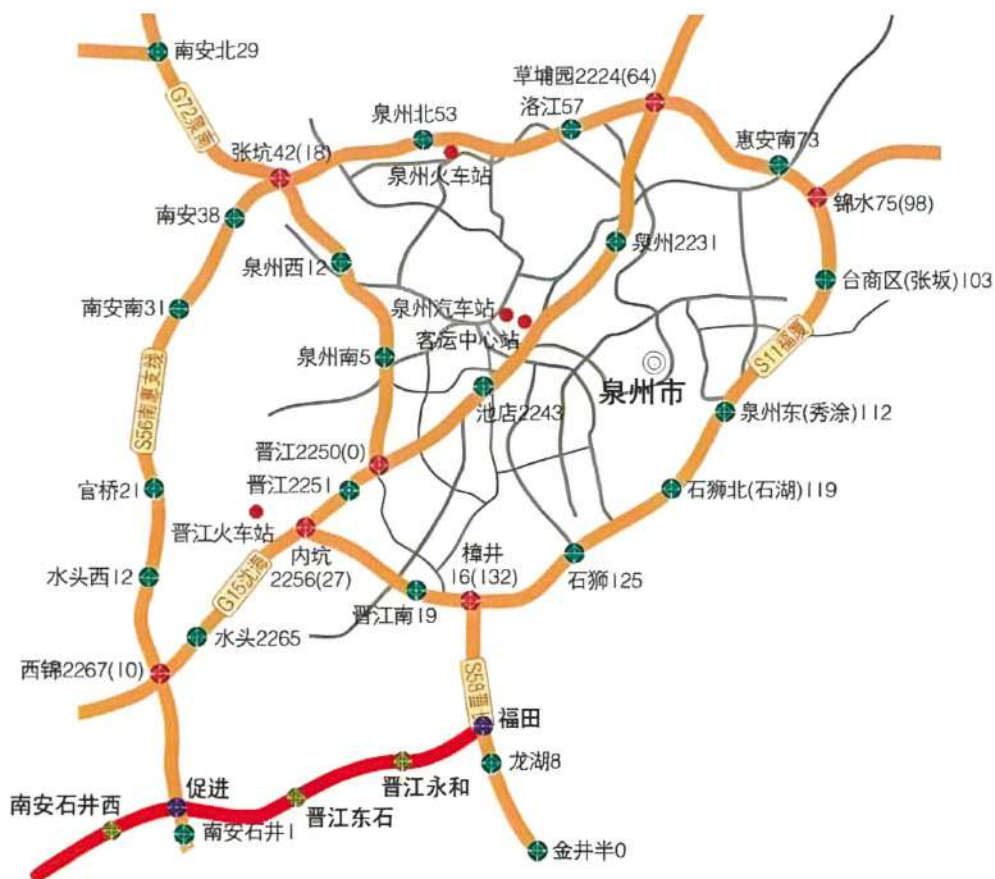 南安北29
草埔园2224(64)
泉州北53
洛江57
G72泉南
惠安南73
张坑42(18)
泉州火车站
锦水75(98)
南安38
泉州西12
泉州2231
台商区(张坂)103
南安南31
泉州汽车站
客运中心站
S11福厦
泉州南5
泉州市
S56南惠支线
池店2243
泉州东(秀涂)112
晋江2250(0)
官桥21
晋江2251
石狮北(石湖)119
晋江火车站
内坑
2256(27)
樟井
16(132)
石狮125
水头西12
G15沈海
晋江南19
水头2265
西锦2267(10)
S58晋
福田
龙湖8
晋江永和
促进
南安石井西
晋江东石
南安石井1
金井半0